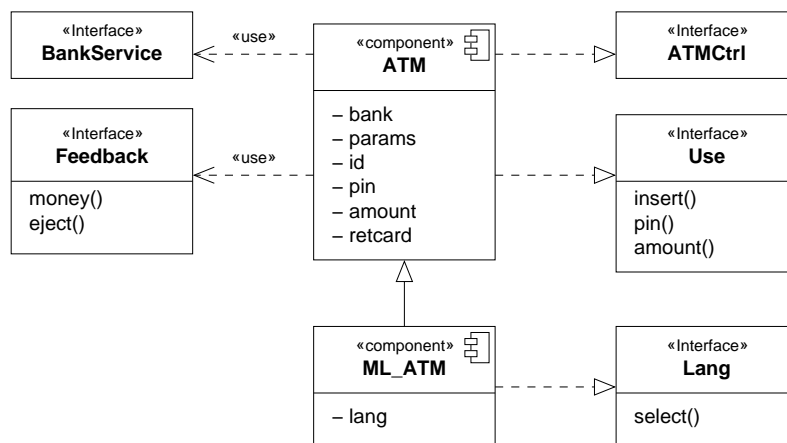 «Interface»
BankService
«use»
«component»
ATM
– bank
– params
– id
– pin
– amount
– retcard
«Interface»
ATMCtrl
«Interface»
Feedback
money()
eject()
«use»
«Interface»
Use
insert()
pin()
amount()
«component»
ML_ATM
– lang
«Interface»
Lang
select()